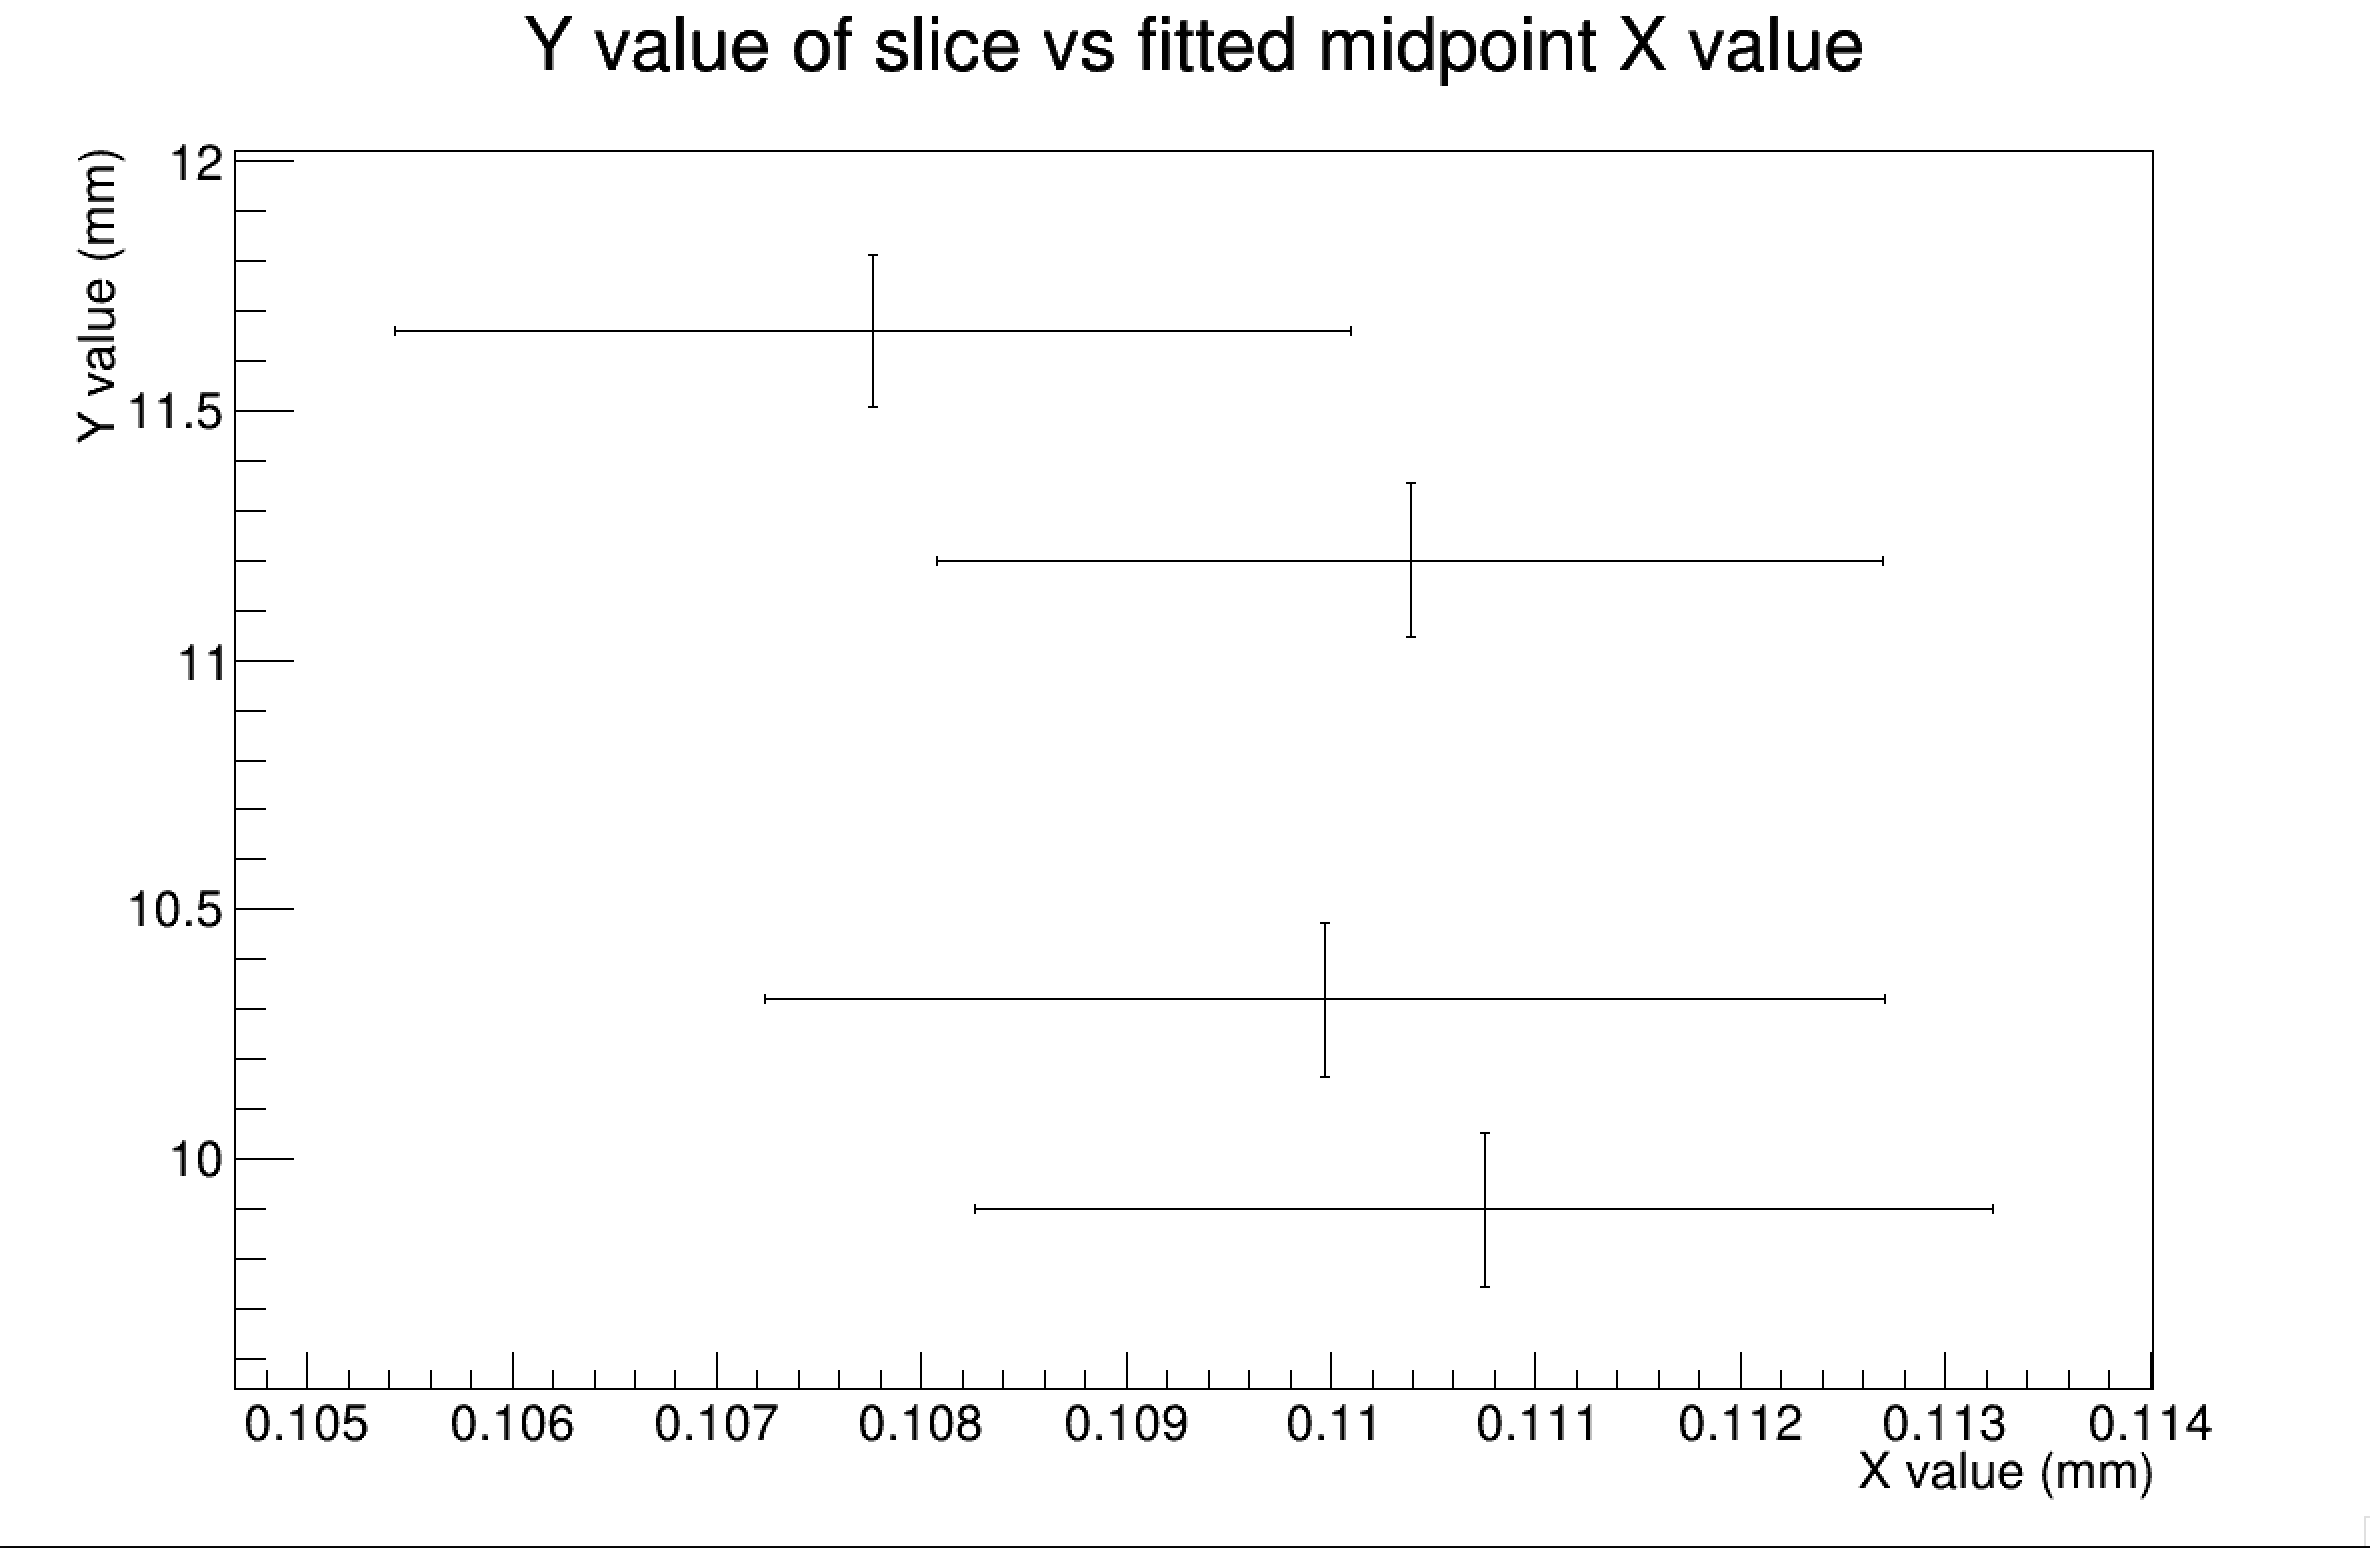 Y value of slice vs fitted midpoint X value
Y value (mm)
12
11.5
11
10.5
10
0.105 0.106 0.107 0.108 0.109 0.11 0.111 0.112 0.113 0.114
X value (mm)